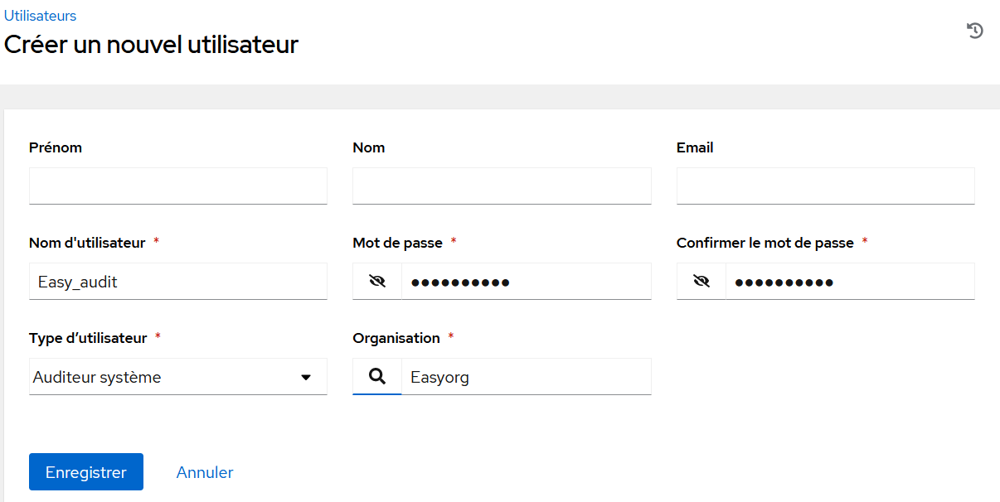 Utilisateurs
Créer un nouvel utilisateur
Prénom Nom Email
Nom d'utilisateur * Mot de passe * Confirmer le mot de passe *
Easy_audit ●●●●●●●●●● ●●●●●●●●●●
Type d’utilisateur * Organisation *
Auditeur système Easyorg
Enregistrer Annuler